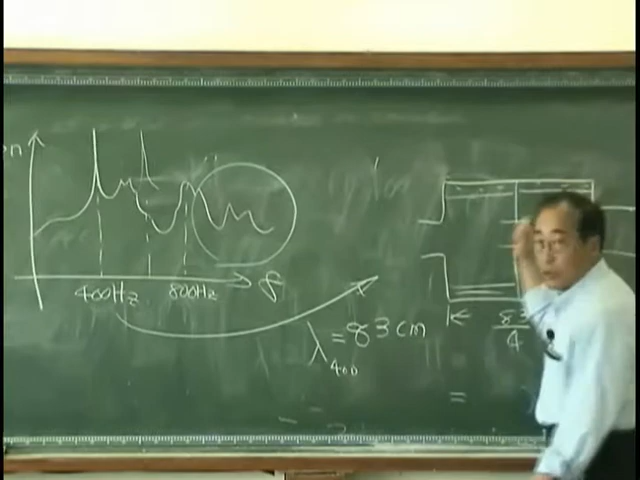 n
400Hz
800Hz
f
λ400 = 83 cm
83
4
=